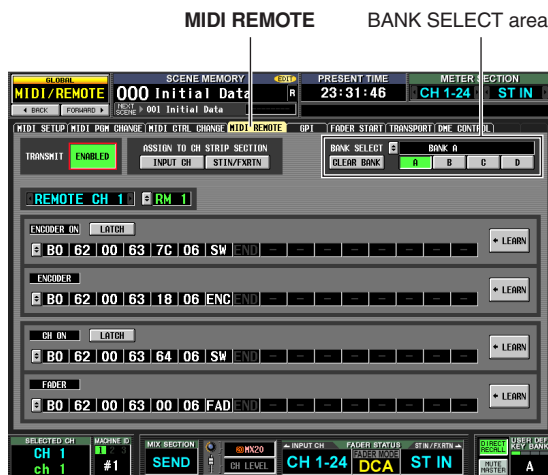 MIDI REMOTE BANK SELECT area
GLOBAL SCENE MEMORY EDIT PRESENT TIME METER SECTION
MIDI/REMOTE 000 Initial Data R 23:31:46 CH 1-24 ST IN
BACK FORWARD NEXT SCENE 001 Initial Data
MIDI SETUP MIDI PGM CHANGE MIDI CTRL CHANGE MIDI REMOTE GPI FADER START TRANSPORT DME CONTROL
TRANSMIT ENABLED ASSIGN TO CH STRIP SECTION BANK SELECT BANK A
INPUT CH STIN/FXRTN CLEAR BANK A B C D
REMOTE CH 1 RM 1
ENCODER ON LATCH
B0 62 00 63 7C 06 SW END - - - - - - - LEARN
ENCODER
B0 62 00 63 18 06 ENC END - - - - - - - LEARN
CH ON LATCH
B0 62 00 63 64 06 SW END - - - - - - - LEARN
FADER
B0 62 00 63 00 06 FAD END - - - - - - - LEARN
SELECTED CH MACHINE ID MIX SECTION MX20 INPUT CH FADER STATUS STIN/FXRTN DIRECT RECALL USER DEF KEY BANK
CH 1 1 2 3 SEND CH 1-24 FADER MODE ST IN
ch 1 #1 CH LEVEL DCA MUTE MASTER A